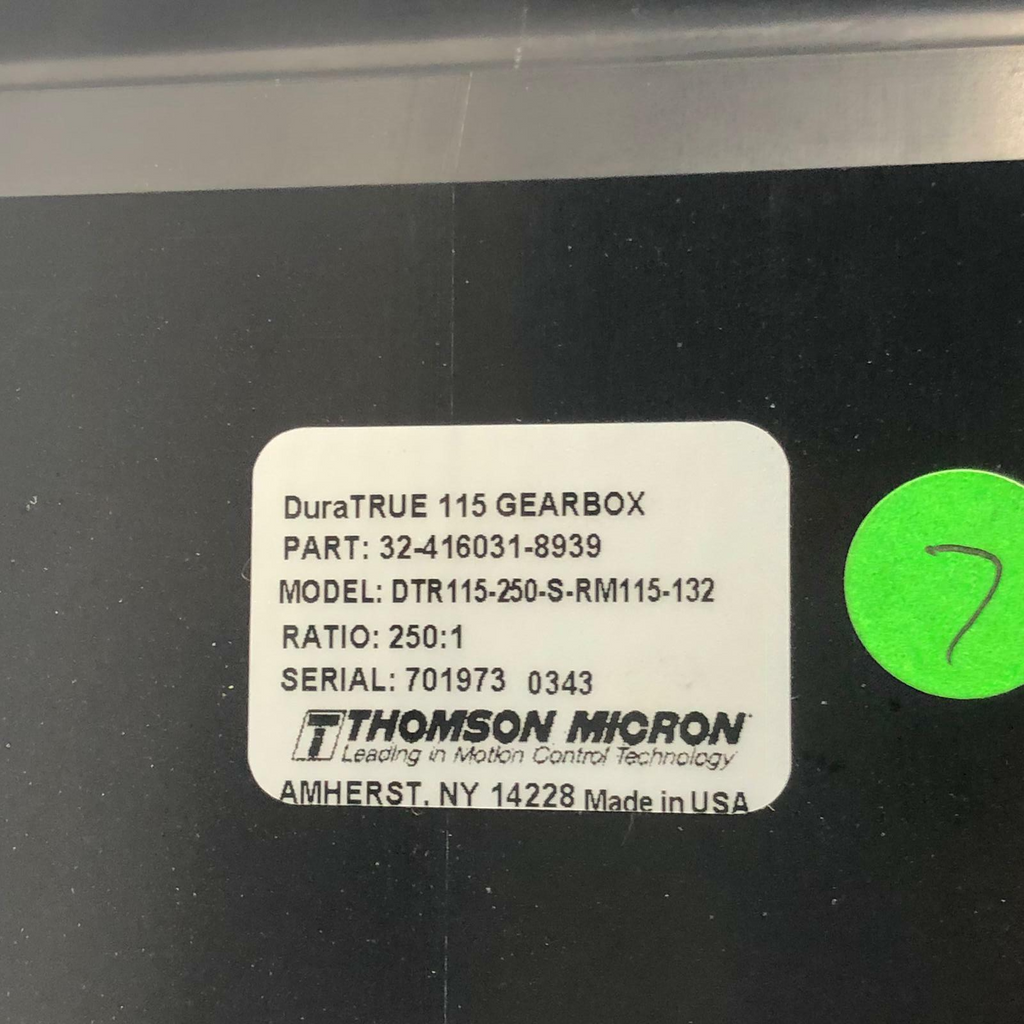 DuraTRUE 115 GEARBOX
PART: 32-416031-8939
MODEL: DTR115-250-S-RM115-132
RATIO: 250:1
SERIAL: 701973 0343
T THOMSON MICRON
Leading in Motion Control Technology
AMHERST, NY 14228 Made in USA
7